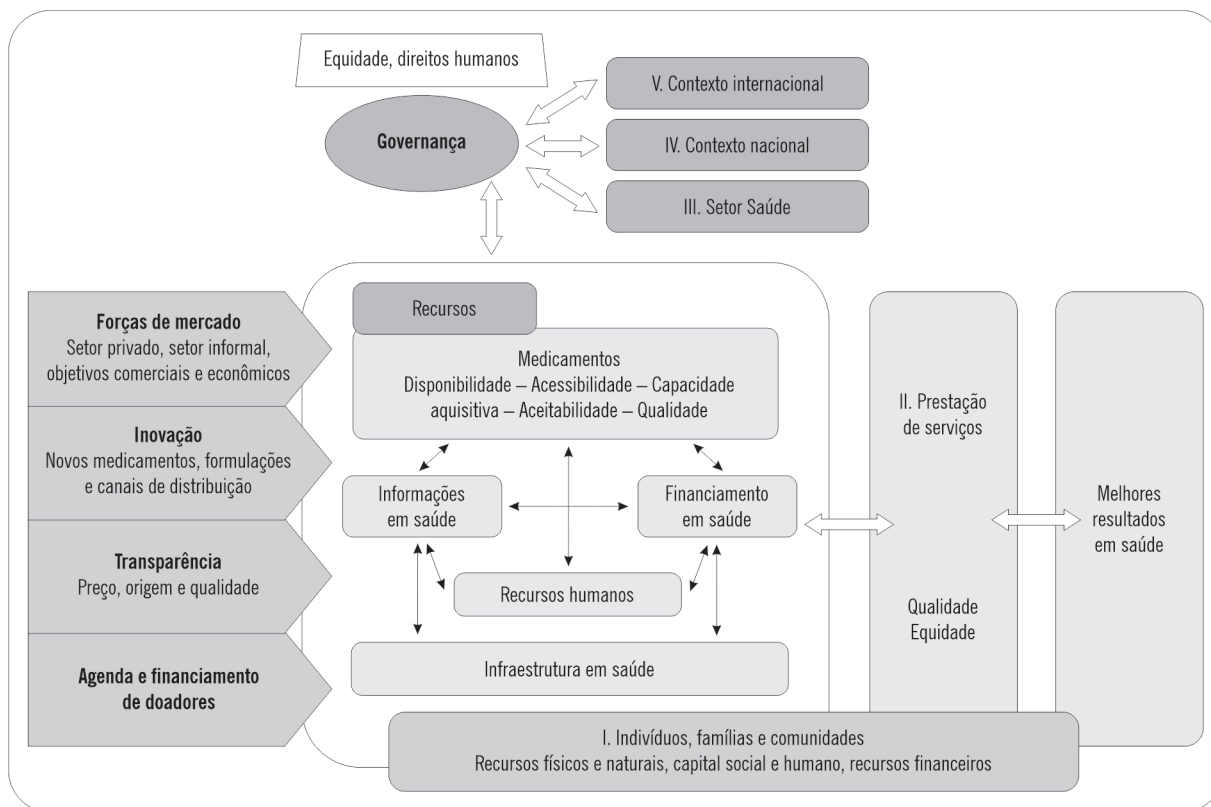 Equidade, direitos humanos
Governança
V. Contexto internacional
IV. Contexto nacional
III. Setor Saúde
Forças de mercado
Setor privado, setor informal,
objetivos comerciais e econômicos
Inovação
Novos medicamentos, formulações
e canais de distribuição
Transparência
Preço, origem e qualidade
Agenda e financiamento
de doadores
Recursos
Medicamentos
Disponibilidade – Acessibilidade – Capacidade
aquisitiva – Aceitabilidade – Qualidade
Informações
em saúde
Financiamento
em saúde
Recursos humanos
Infraestrutura em saúde
II. Prestação
de serviços
Qualidade
Equidade
Melhores
resultados
em saúde
I. Indivíduos, famílias e comunidades
Recursos físicos e naturais, capital social e humano, recursos financeiros